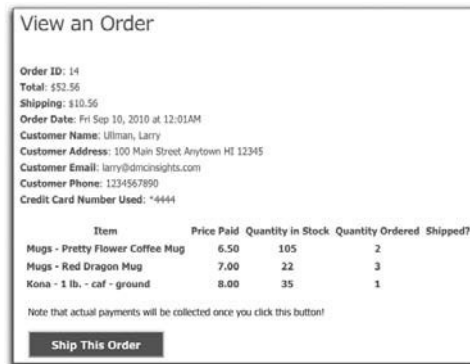 View an Order
Order ID: 14
Total: $52.56
Shipping: $10.56
Order Date: Fri Sep 10, 2010 at 12:01AM
Customer Name: Ullman, Larry
Customer Address: 100 Main Street Anytown HI 12345
Customer Email: larry@dmcinsights.com
Customer Phone: 1234567890
Credit Card Number Used: *4444
Item Price Paid Quantity in Stock Quantity Ordered Shipped?
Mugs - Pretty Flower Coffee Mug 6.50 105 2
Mugs - Red Dragon Mug 7.00 22 3
Kona - 1 lb. - caf - ground 8.00 35 1
Note that actual payments will be collected once you click this button!
Ship This Order